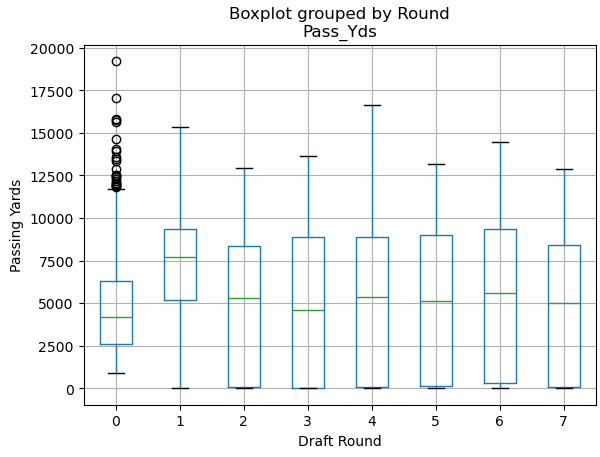 Boxplot grouped by Round
Pass_Yds
20000
17500
15000
12500
10000
7500
5000
2500
0
Passing Yards
0 1 2 3 4 5 6 7
Draft Round